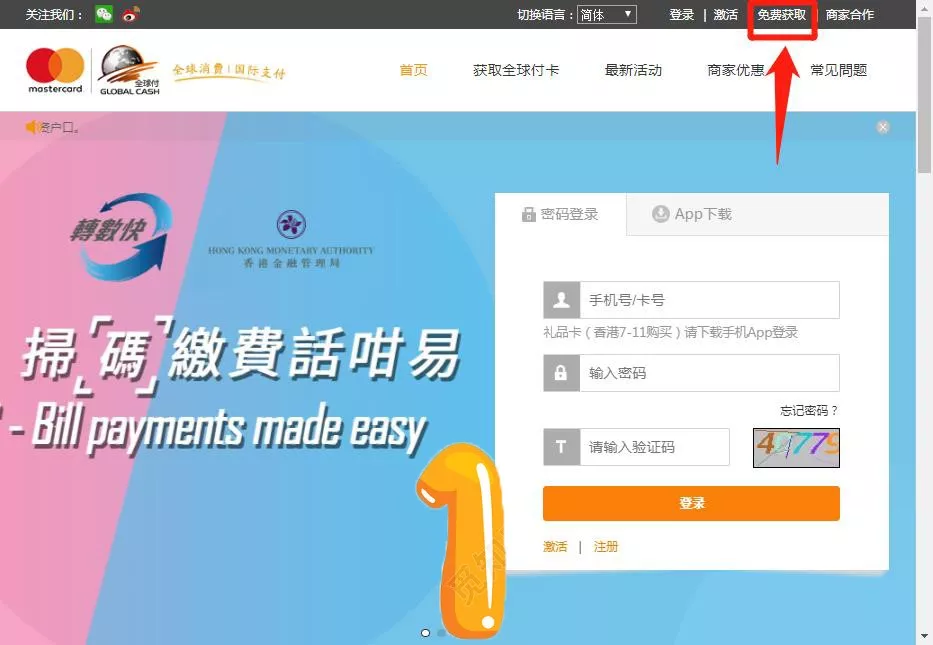 关注我们：
切换语言：
简体
登录 | 激活
免费获取
商家合作
mastercard
全球付
GLOBAL CASH
全球消费 | 国际支付
首页
获取全球付卡
最新活动
商家优惠
常见問題
资户口。
轉數快
HONG KONG MONETARY AUTHORITY
香港金融管理局
掃「碼」繳費話咁易
- Bill payments made easy
密码登录
App下载
手机号/卡号
礼品卡（香港7-11购买）请下载手机App登录
输入密码
忘记密码？
T
请输入验证码
登录
激活 | 注册
1